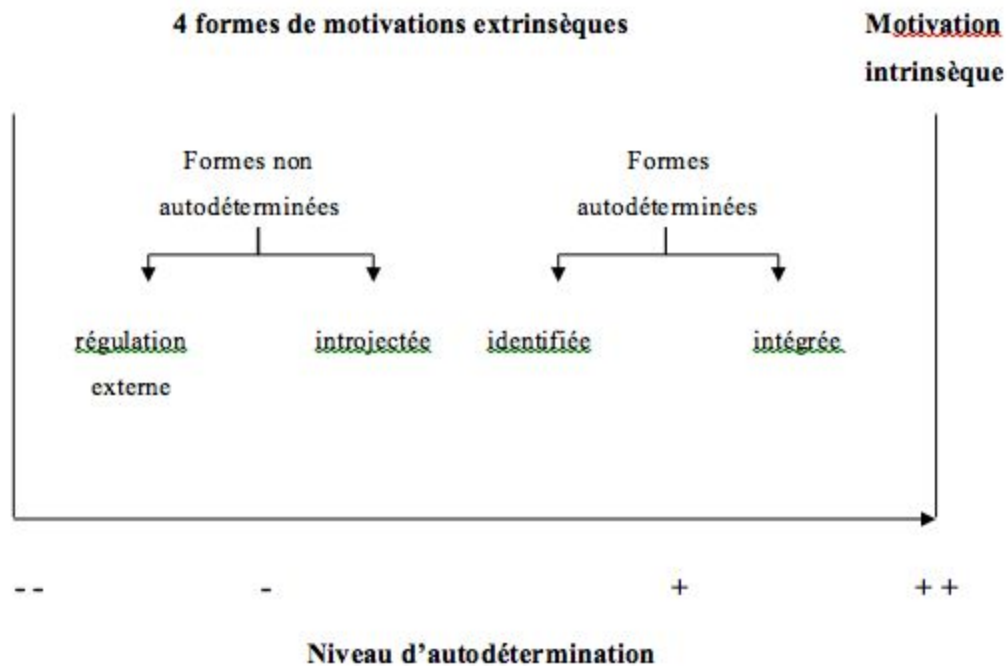 4 formes de motivations extrinsèques
Motivation
intrinsèque
Formes non
autodéterminées
Formes
autodéterminées
régulation
externe
introjectée
identifiée
intégrée
- -
-
+
+ +
Niveau d'autodétermination